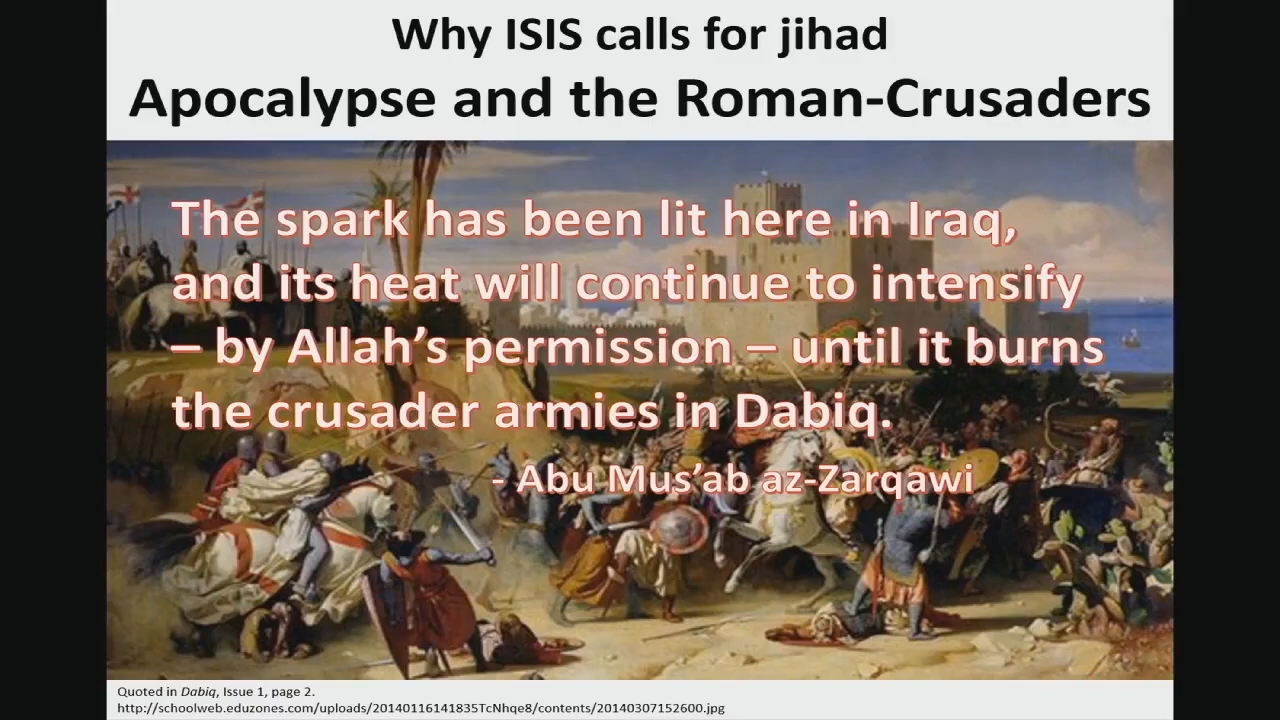 Why ISIS calls for jihad
Apocalypse and the Roman-Crusaders
The spark has been lit here in Iraq,
and its heat will continue to intensify
– by Allah’s permission – until it burns
the crusader armies in Dabiq.
- Abu Mus’ab az-Zarqawi
Quoted in Dabiq, Issue 1, page 2.
http://schoolweb.eduzones.com/uploads/20140116141835TcNhqe8/contents/20140307152600.jpg